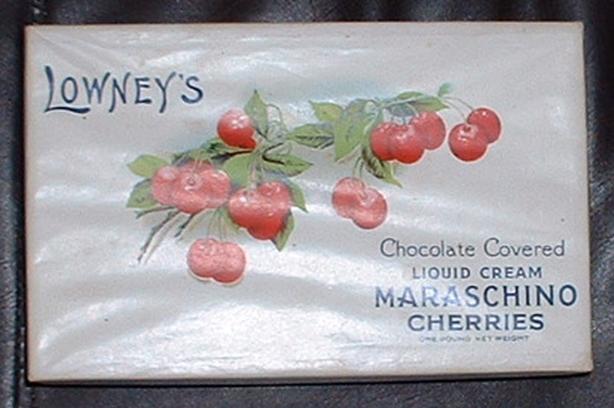 LOWNEY'S
Chocolate Covered
LIQUID CREAM
MARASCHINO
CHERRIES
ONE POUND NET WEIGHT